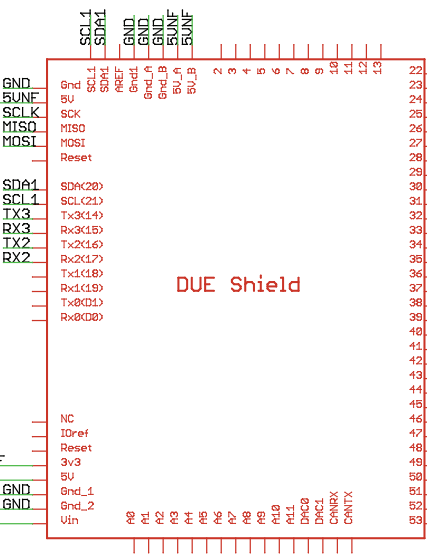 SCL1 SDA1 GND GND GND 5VNF 5VNF
SCL1 SDA1 AREF Gnd1 Gnd_A Gnd_B 5V_A 5V_B 2 3 4 5 6 7 8 9 10 11 12 13
22
GND Gnd 23
5VNF 5V 24
SCLK SCK 25
MISO MISO 26
MOSI MOSI 27
Reset 28
29
SDA1 SDA(20) 30
SCL1 SCL(21) 31
TX3 Tx3(14) 32
RX3 Rx3(15) 33
TX2 Tx2(16) 34
RX2 Rx2(17) 35
Tx1(18) 36
Rx1(19) 37
Tx0(D1) 38
Rx0(D0) 39
DUE Shield
40
41
42
43
44
45
NC 46
IOref 47
Reset 48
3v3 49
5V 50
GND Gnd_1 51
GND Gnd_2 52
Vin 53
A0 A1 A2 A3 A4 A5 A6 A7 A8 A9 A10 A11 DAC0 DAC1 CANRX CANTX